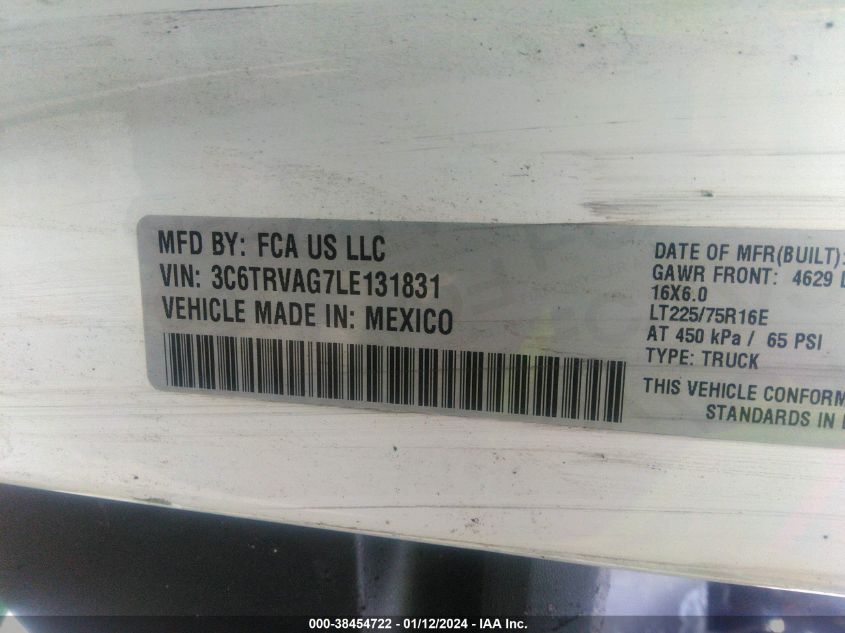 MFD BY: FCA US LLC
VIN: 3C6TRVAG7LE131831
VEHICLE MADE IN: MEXICO
DATE OF MFR(BUILT):
GAWR FRONT: 4629 L
16X6.0
LT225/75R16E
AT 450 kPa / 65 PSI
TYPE: TRUCK
THIS VEHICLE CONFORM
STANDARDS IN
000-38454722 - 01/12/2024 - IAA Inc.